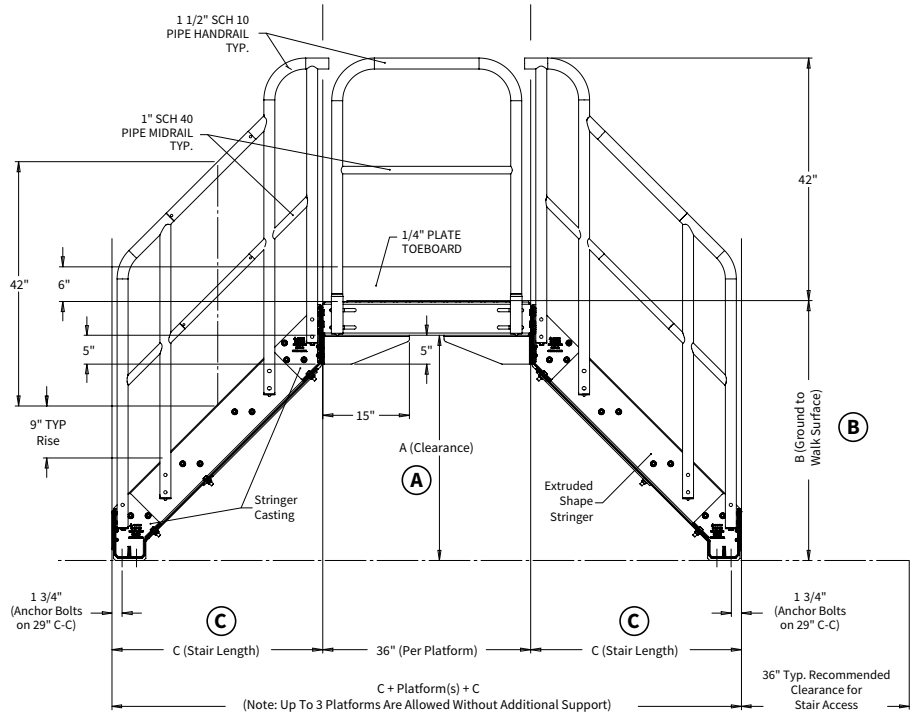 1 1/2" SCH 10
PIPE HANDRAIL
TYP.
1" SCH 40
PIPE MIDRAIL
TYP.
1/4" PLATE
TOEBOARD
42"
42"
6"
5"
5"
15"
9" TYP
Rise
A (Clearance)
A
B (Ground to
Walk Surface)
B
Stringer
Casting
Extruded
Shape
Stringer
1 3/4"
(Anchor Bolts
on 29" C-C)
1 3/4"
(Anchor Bolts
on 29" C-C)
C
C
C (Stair Length)
36" (Per Platform)
C (Stair Length)
C + Platform(s) + C
(Note: Up To 3 Platforms Are Allowed Without Additional Support)
36" Typ. Recommended
Clearance for
Stair Access